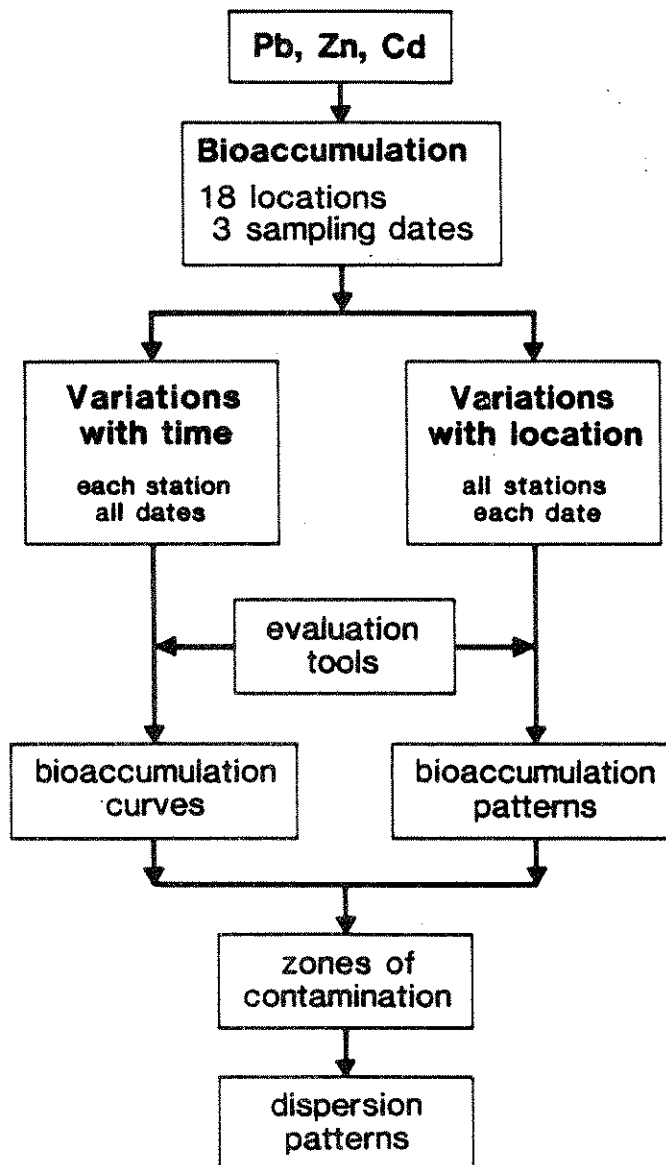 Pb, Zn, Cd
Bioaccumulation
18 locations
3 sampling dates
Variations
with time
each station
all dates
Variations
with location
all stations
each date
evaluation
tools
bioaccumulation
curves
bioaccumulation
patterns
zones of
contamination
dispersion
patterns